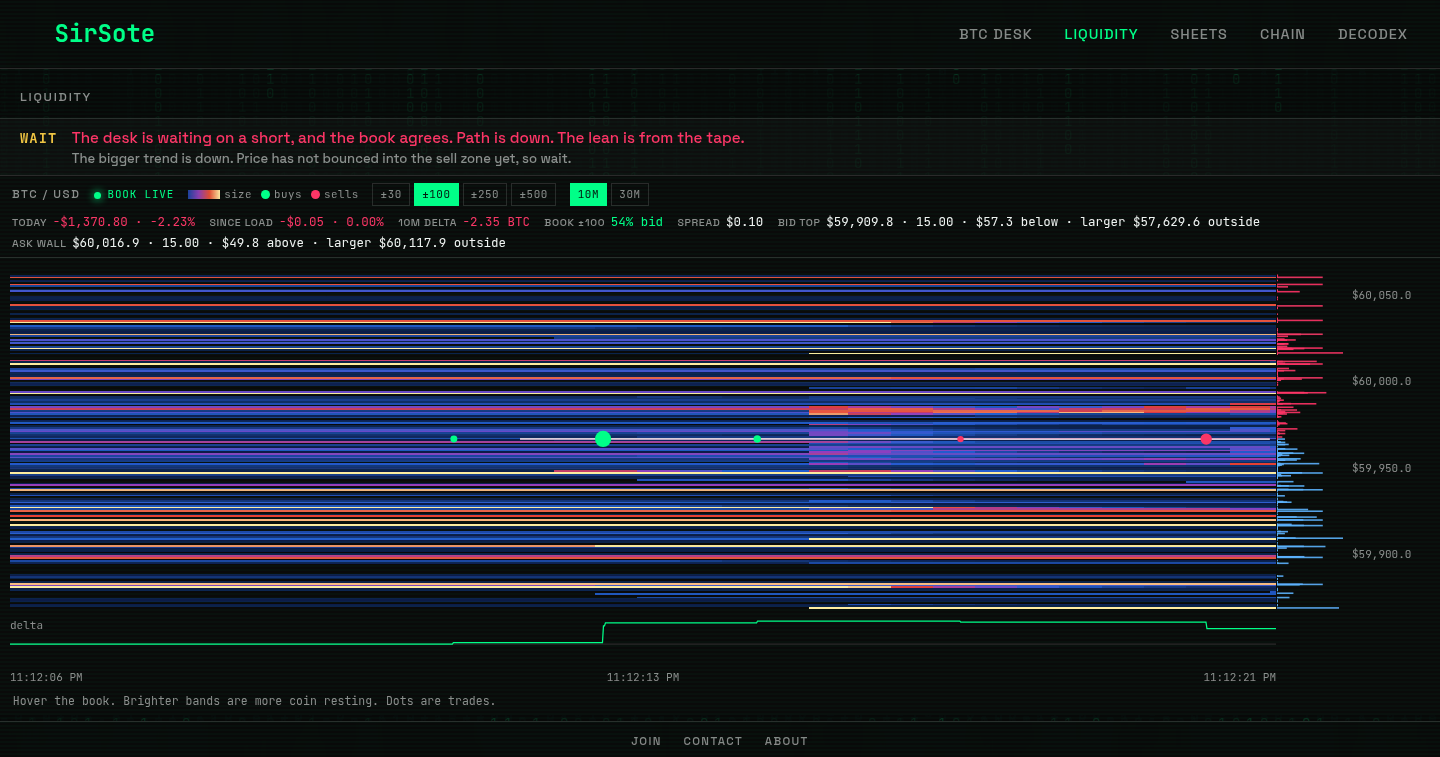 SirSote
BTC DESK LIQUIDITY SHEETS CHAIN DECODEX
LIQUIDITY
WAIT The desk is waiting on a short, and the book agrees. Path is down. The lean is from the tape.
The bigger trend is down. Price has not bounced into the sell zone yet, so wait.
BTC / USD BOOK LIVE size buys sells ±30 ±100 ±250 ±500 10M 30M
TODAY -$1,370.80 · -2.23% SINCE LOAD -$0.05 · 0.00% 10M DELTA -2.35 BTC BOOK ±100 54% bid SPREAD $0.10 BID TOP $59,909.8 · 15.00 · $57.3 below · larger $57,629.6 outside
ASK WALL $60,016.9 · 15.00 · $49.8 above · larger $60,117.9 outside
$60,050.0
$60,000.0
$59,950.0
$59,900.0
delta
11:12:06 PM 11:12:13 PM 11:12:21 PM
Hover the book. Brighter bands are more coin resting. Dots are trades.
JOIN CONTACT ABOUT